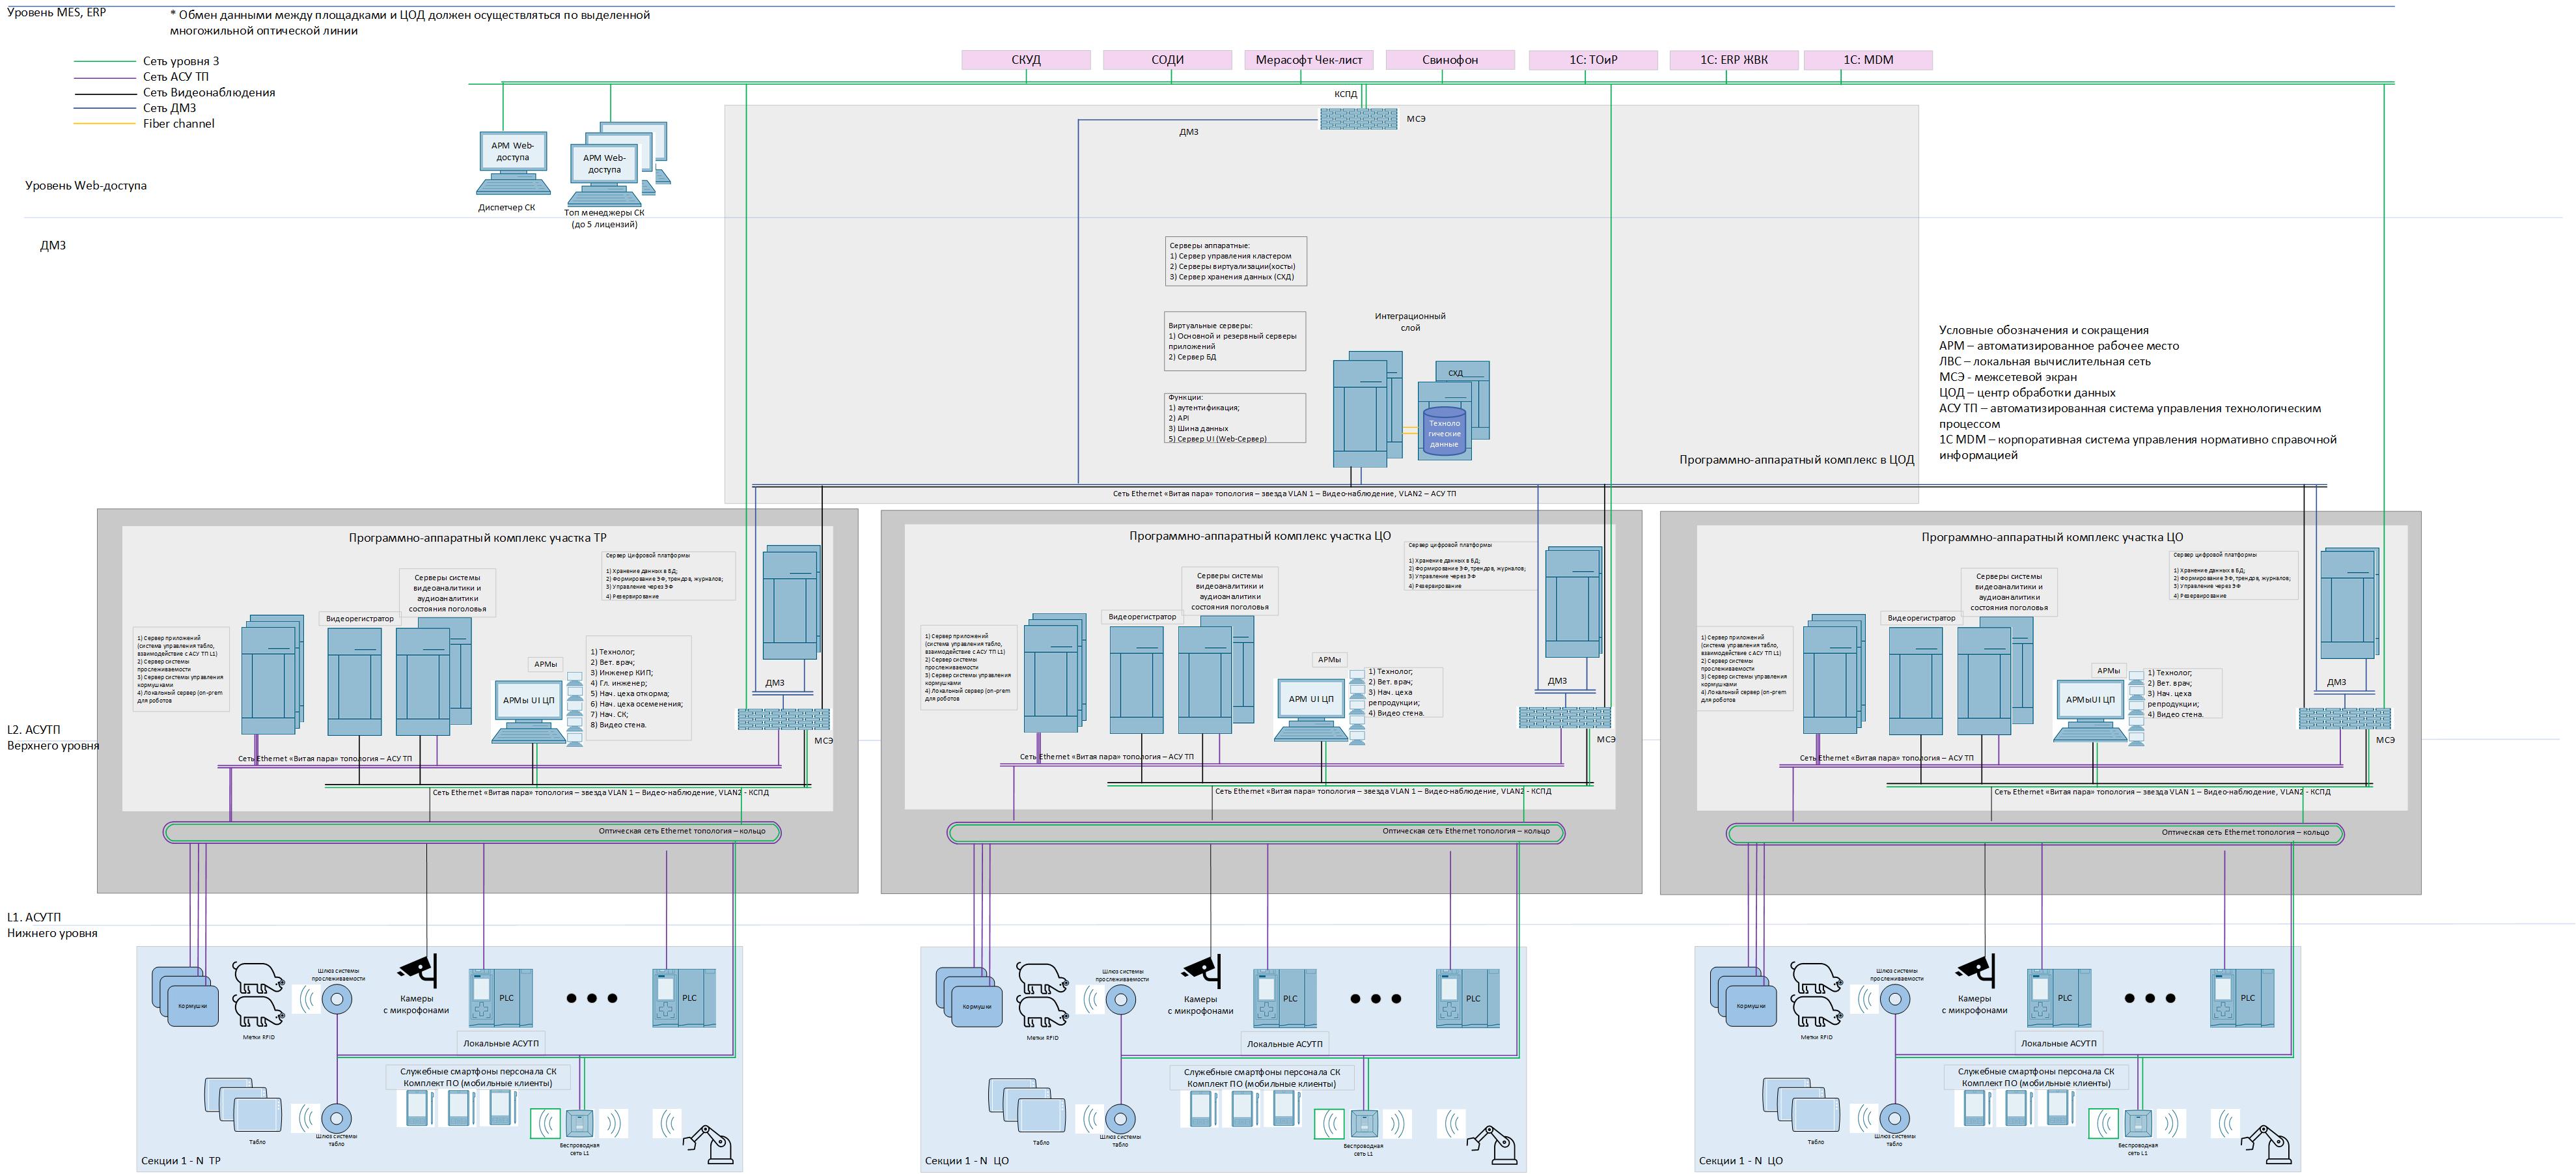 Уровень MES, ERP
* Обмен данными между площадками и ЦОД должен осуществляться по выделенной
многожильной оптической линии
Сеть уровня 3
Сеть АСУ ТП
Сеть Видеонаблюдения
Сеть ДМЗ
Fiber channel
СКУД
СОДИ
Мерасофт Чек-лист
Свинофон
1С: ТОиР
1С: ERP ЖВК
1С: MDM
КСПД
МСЭ
ДМЗ
АРМ Web-
доступа
АРМ Web-
доступа
Диспетчер СК
Топ менеджеры СК
(до 5 лицензий)
Уровень Web-доступа
ДМЗ
Серверы аппаратные:
1) Сервер управления кластером
2) Серверы виртуализации(хосты)
3) Сервер хранения данных (СХД)
Виртуальные серверы:
1) Основной и резервный серверы
приложений
2) Сервер БД
Функции:
1) аутентификация;
2) API
3) Шина данных
5) Сервер UI (Web-Сервер)
Интеграционный
слой
СХД
Техноло
гические
данные
Программно-аппаратный комплекс в ЦОД
Условные обозначения и сокращения
АРМ – автоматизированное рабочее место
ЛВС – локальная вычислительная сеть
МСЭ - межсетевой экран
ЦОД – центр обработки данных
АСУ ТП – автоматизированная система управления технологическим
процессом
1С MDM – корпоративная система управления нормативно справочной
информацией
Сеть Ethernet «Витая пара» топология – звезда VLAN 1 – Видео-наблюдение, VLAN2 – АСУ ТП
L2. АСУТП
Верхнего уровня
L1. АСУТП
Нижнего уровня
Программно-аппаратный комплекс участка ТР
Сервер Цифровой платформы
1) Хранение данных в БД;
2) Формирование ЭФ, трендов, журналов;
3) Управление через ЭФ
4) Резервирование
Серверы системы
видеоаналитики и
аудиоаналитики
состояния поголовья
Видеорегистратор
1) Сервер приложений
(система управления табло,
взаимодействие с АСУ ТП L1)
2) Сервер системы
прослеживаемости
3) Сервер системы управления
кормушками
4) Локальный сервер (on-prem
для роботов
АРМы
АРМы UI ЦП
1) Технолог;
2) Вет. врач;
3) Инженер КИП;
4) Гл. инженер;
5) Нач. цеха откорма;
6) Нач. цеха осеменения;
7) Нач. СК;
8) Видео стена.
ДМЗ
МСЭ
Сеть Ethernet «Витая пара» топология – АСУ ТП
Сеть Ethernet «Витая пара» топология – звезда VLAN 1 – Видео-наблюдение, VLAN2 - КСПД
Оптическая сеть Ethernet топология – кольцо
Программно-аппаратный комплекс участка ЦО
Сервер цифровой платформы
1) Хранение данных в БД;
2) Формирование ЭФ, трендов, журналов;
3) Управление через ЭФ
4) Резервирование
Серверы системы
видеоаналитики и
аудиоаналитики
состояния поголовья
Видеорегистратор
1) Сервер приложений
(система управления табло,
взаимодействие с АСУ ТП L1)
2) Сервер системы
прослеживаемости
3) Сервер системы управления
кормушками
4) Локальный сервер (on-prem
для роботов
АРМы
АРМ UI ЦП
1) Технолог;
2) Вет. врач;
3) Нач. цеха
репродукции;
4) Видео стена.
ДМЗ
МСЭ
Сеть Ethernet «Витая пара» топология – АСУ ТП
Сеть Ethernet «Витая пара» топология – звезда VLAN 1 – Видео-наблюдение, VLAN2 - КСПД
Оптическая сеть Ethernet топология – кольцо
Программно-аппаратный комплекс участка ЦО
Сервер цифровой платформы
1) Хранение данных в БД;
2) Формирование ЭФ, трендов, журналов;
3) Управление через ЭФ
4) Резервирование
Серверы системы
видеоаналитики и
аудиоаналитики
состояния поголовья
Видеорегистратор
1) Сервер приложений
(система управления табло,
взаимодействие с АСУ ТП L1)
2) Сервер системы
прослеживаемости
3) Сервер системы управления
кормушками
4) Локальный сервер (on-prem
для роботов
АРМы
АРМыUI ЦП
1) Технолог;
2) Вет. врач;
3) Нач. цеха
репродукции;
4) Видео стена.
ДМЗ
МСЭ
Сеть Ethernet «Витая пара» топология – АСУ ТП
Сеть Ethernet «Витая пара» топология – звезда VLAN 1 – Видео-наблюдение, VLAN2 - КСПД
Оптическая сеть Ethernet топология – кольцо
Кормушки
Метки RFID
Шлюз системы
прослеживаемости
Камеры
с микрофонами
PLC
PLC
Локальные АСУТП
Служебные смартфоны персонала СК
Комплект ПО (мобильные клиенты)
Табло
Шлюз системы
табло
Беспроводная
сеть L1
Секции 1 - N ТР
Кормушки
Метки RFID
Шлюз системы
прослеживаемости
Камеры
с микрофонами
PLC
PLC
Локальные АСУТП
Служебные смартфоны персонала СК
Комплект ПО (мобильные клиенты)
Табло
Шлюз системы
табло
Беспроводная
сеть L1
Секции 1 - N ЦО
Кормушки
Метки RFID
Шлюз системы
прослеживаемости
Камеры
с микрофонами
PLC
PLC
Локальные АСУТП
Служебные смартфоны персонала СК
Комплект ПО (мобильные клиенты)
Табло
Шлюз системы
табло
Беспроводная
сеть L1
Секции 1 - N ЦО